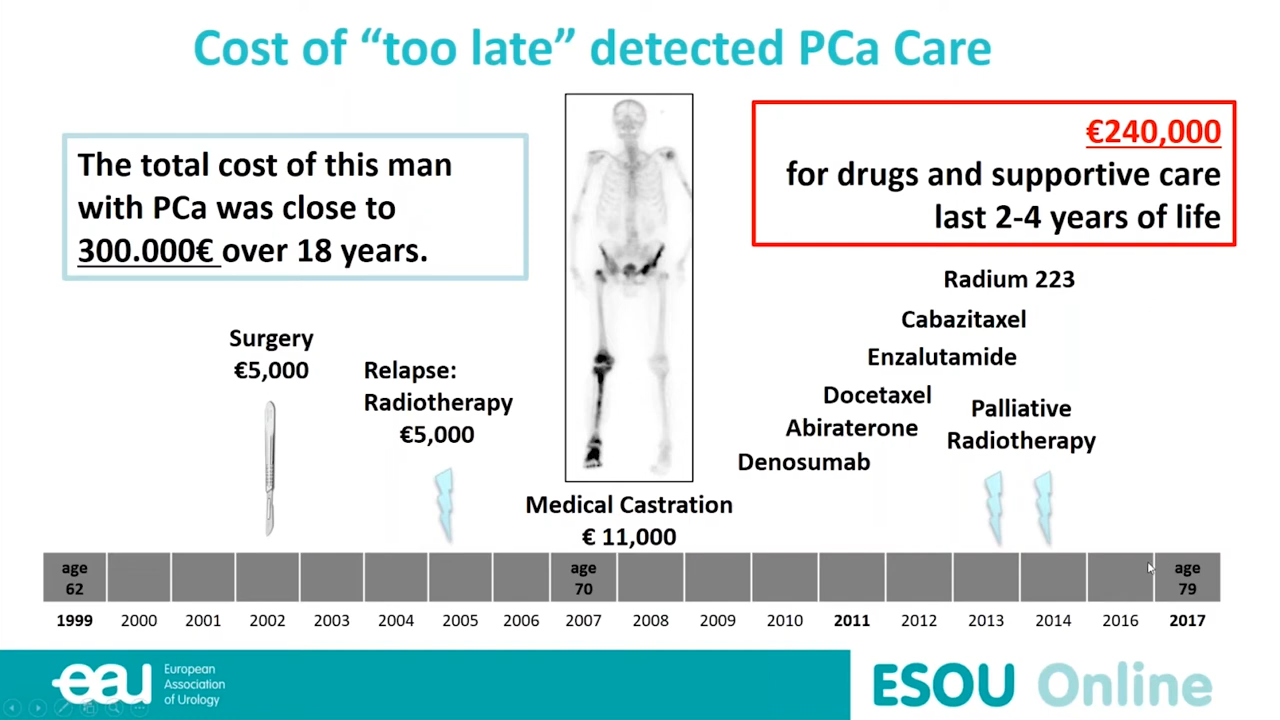 Cost of “too late” detected PCa Care
The total cost of this man
with PCa was close to
300.000€ over 18 years.
€240,000
for drugs and supportive care
last 2-4 years of life
Surgery
€5,000
Relapse:
Radiotherapy
€5,000
Medical Castration
€ 11,000
Radium 223
Cabazitaxel
Enzalutamide
Docetaxel
Abiraterone
Denosumab
Palliative
Radiotherapy
age
62
age
70
age
79
1999 2000 2001 2002 2003 2004 2005 2006 2007 2008 2009 2010 2011 2012 2013 2014 2016 2017
eau
European
Association
of Urology
ESOU Online